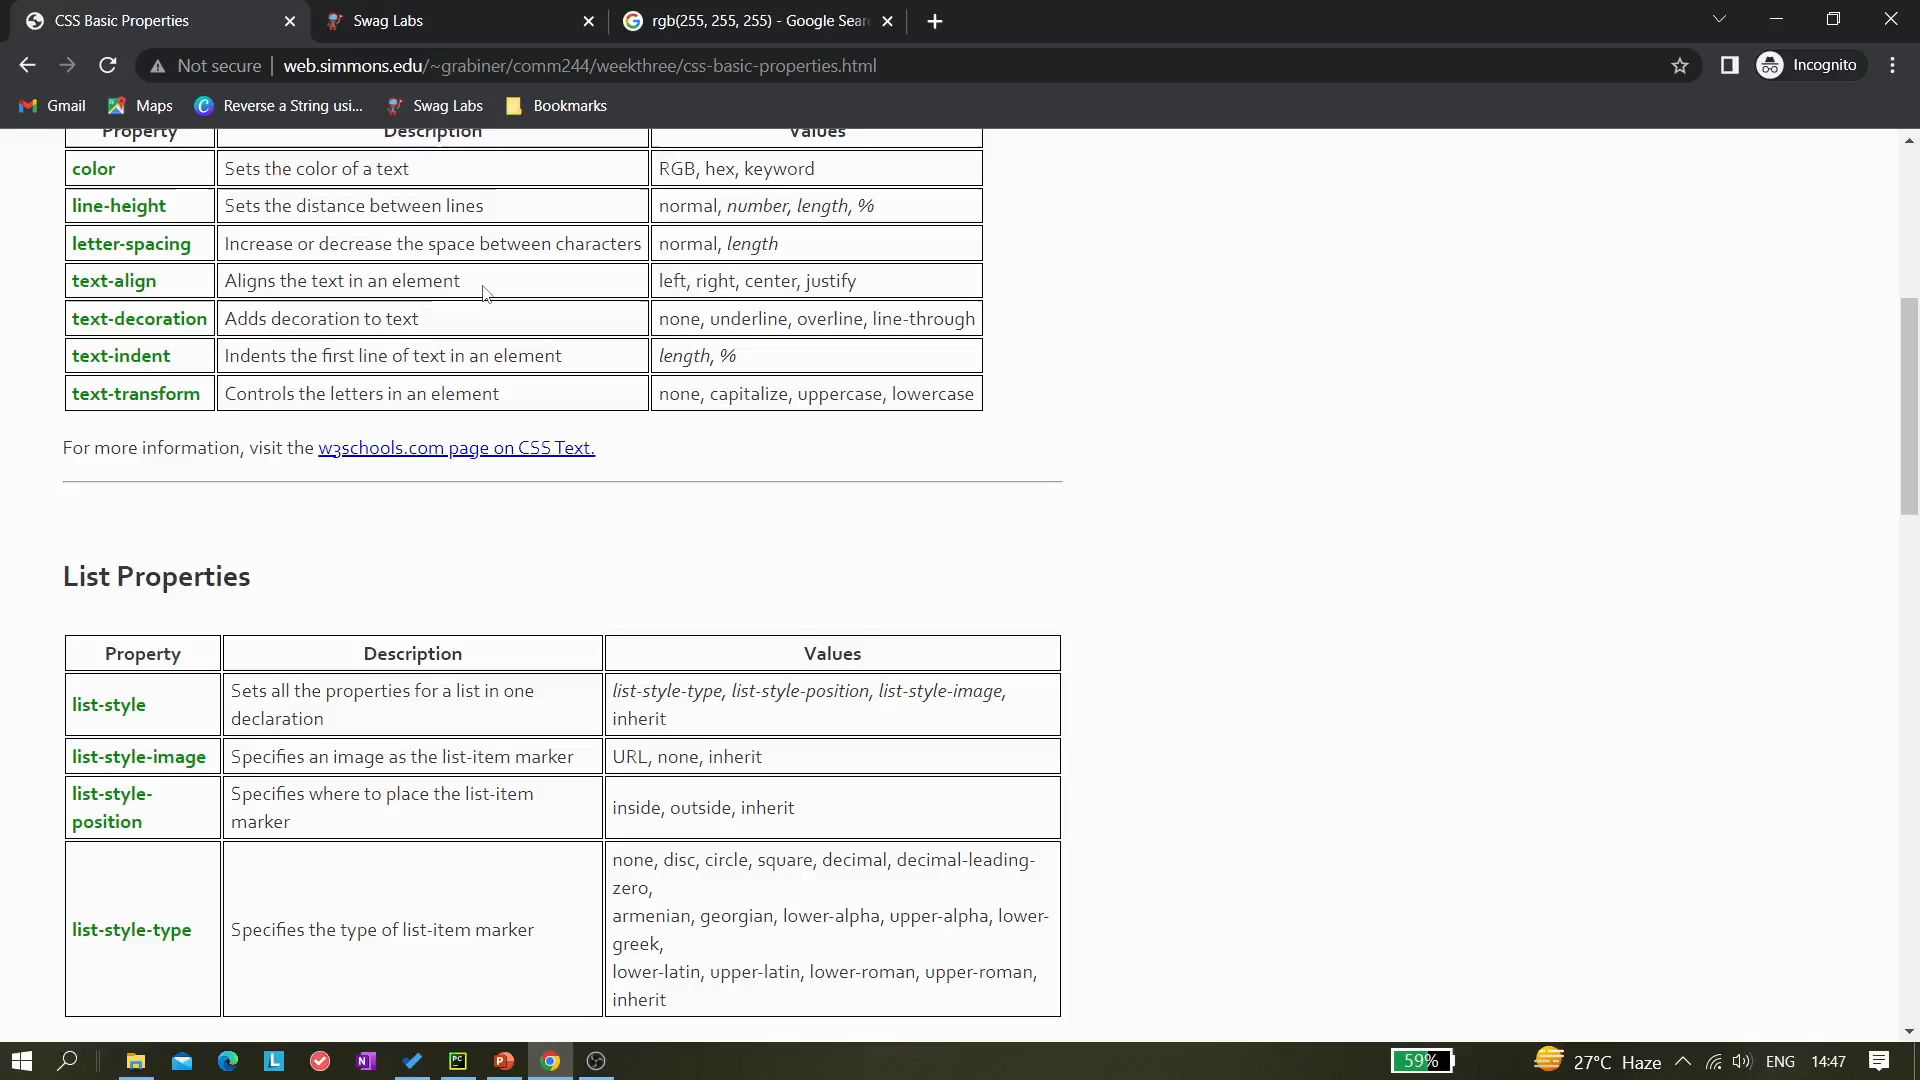 CSS Basic Properties
Swag Labs
rgb(255, 255, 255) - Google Sear
Not secure
web.simmons.edu/~grabiner/comm244/weekthree/css-basic-properties.html
Incognito
Gmail
Maps
Reverse a String usi...
Swag Labs
Bookmarks
Property Description Values
color Sets the color of a text RGB, hex, keyword
line-height Sets the distance between lines normal, number, length, %
letter-spacing Increase or decrease the space between characters normal, length
text-align Aligns the text in an element left, right, center, justify
text-decoration Adds decoration to text none, underline, overline, line-through
text-indent Indents the first line of text in an element length, %
text-transform Controls the letters in an element none, capitalize, uppercase, lowercase
For more information, visit the w3schools.com page on CSS Text.
List Properties
Property Description Values
list-style
Sets all the properties for a list in one
declaration
list-style-type, list-style-position, list-style-image,
inherit
list-style-image Specifies an image as the list-item marker URL, none, inherit
list-style-
position
Specifies where to place the list-item
marker
inside, outside, inherit
list-style-type
Specifies the type of list-item marker
none, disc, circle, square, decimal, decimal-leading-
zero,
armenian, georgian, lower-alpha, upper-alpha, lower-
greek,
lower-latin, upper-latin, lower-roman, upper-roman,
inherit
59%
27°C Haze
ENG
14:47